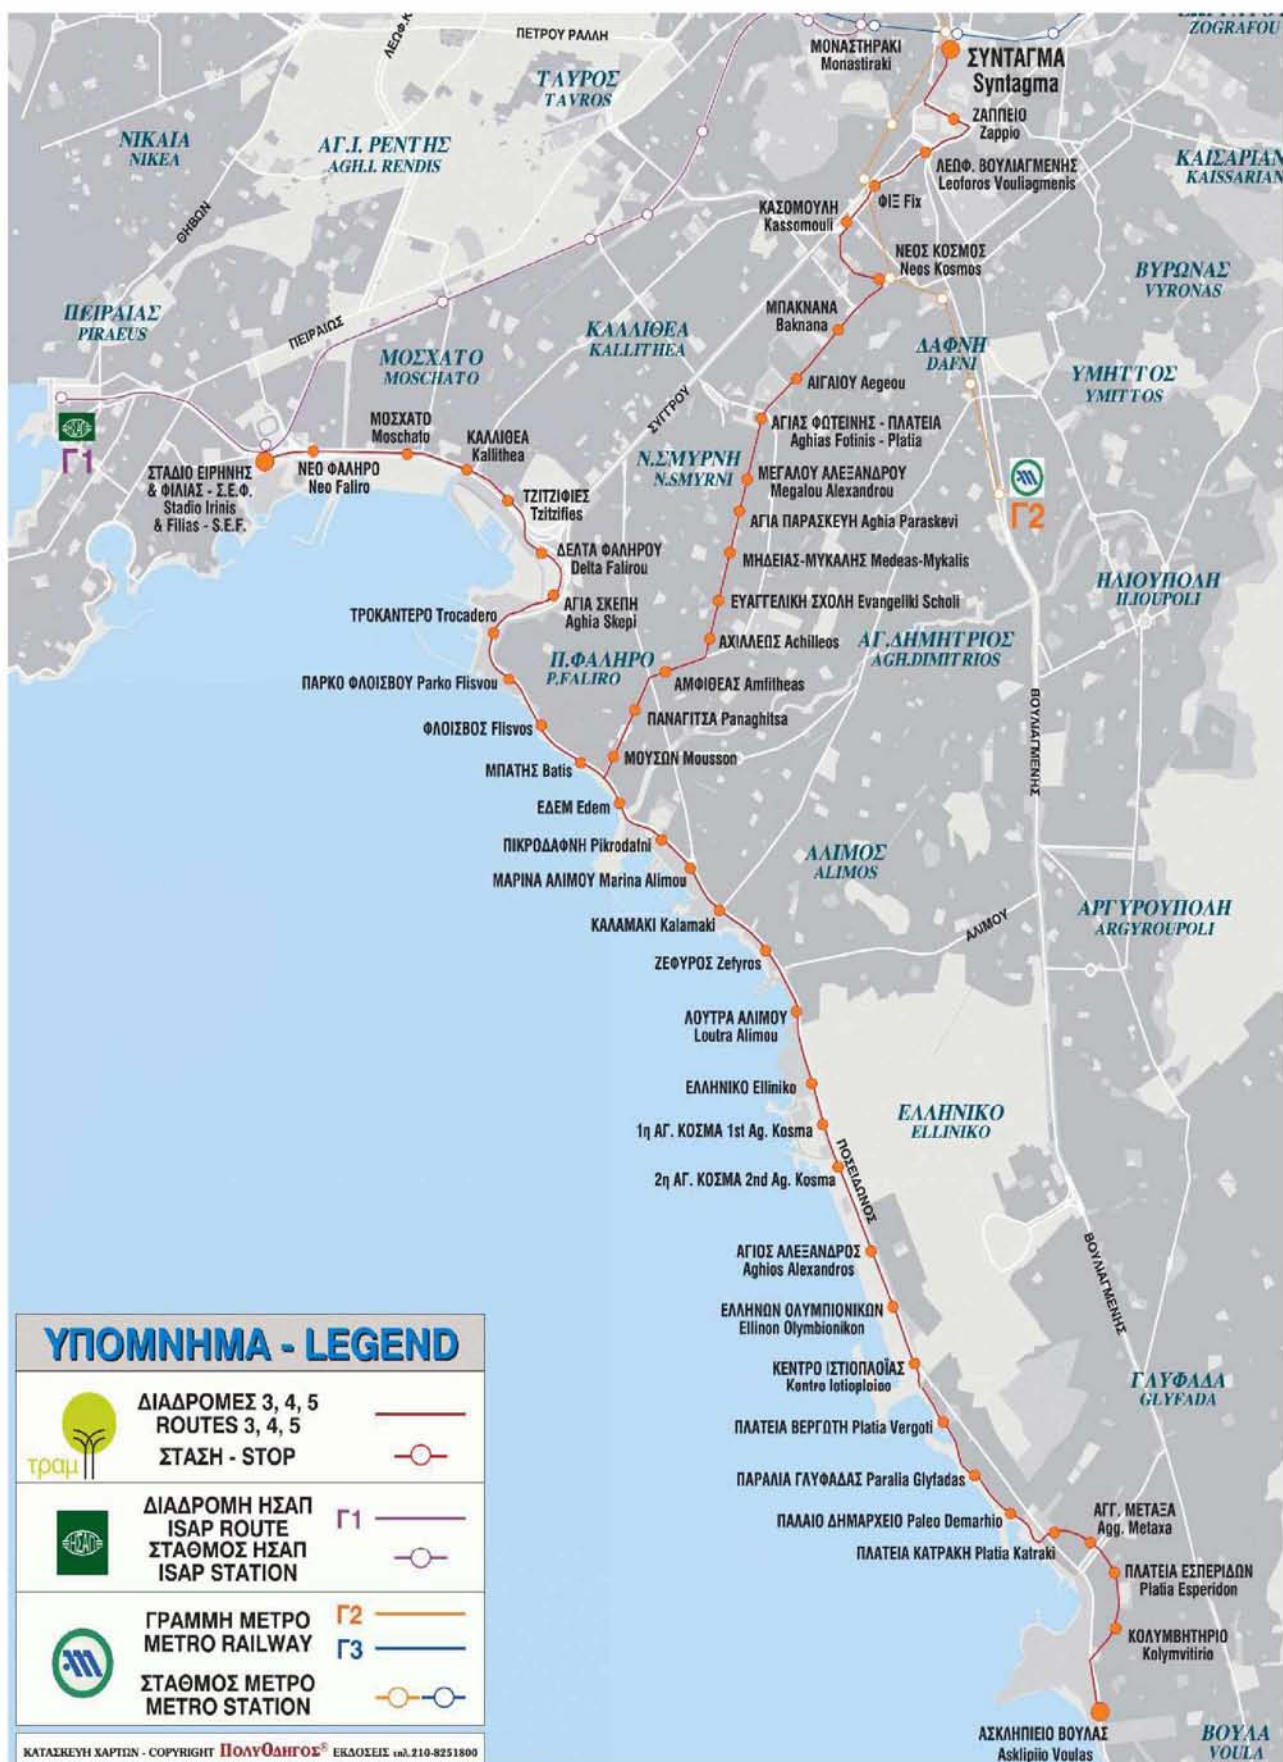 ΠΕΤΡΟΥ ΡΑΛΛΗ
ΛΕΩΦ.Κ
ZOGRAFOU
ΜΟΝΑΣΤΗΡΑΚΙ
Monastiraki
ΣΥΝΤΑΓΜΑ
Syntagma
ΤΑΥΡΟΣ
TAVROS
ΖΑΠΠΕΙΟ
Zappio
ΝΙΚΑΙΑ
NIKEA
ΑΓ.Ι. ΡΕΝΤΗΣ
AGH.I. RENDIS
ΛΕΩΦ. ΒΟΥΛΙΑΓΜΕΝΗΣ
Leoforos Vouliagmenis
ΚΑΙΣΑΡΙΑΝ
KAISSARIAN
ΦΙΞ Fix
ΘΗΒΩΝ
ΚΑΣΟΜΟΥΛΗ
Kassomouli
ΝΕΟΣ ΚΟΣΜΟΣ
Neos Kosmos
ΒΥΡΩΝΑΣ
VYRONAS
ΠΕΙΡΑΙΑΣ
PIRAEUS
ΠΕΙΡΑΙΩΣ
ΜΠΑΚΝΑΝΑ
Baknana
ΚΑΛΛΙΘΕΑ
KALLITHEA
ΔΑΦΝΗ
DAFNI
ΜΟΣΧΑΤΟ
MOSCHATO
ΑΙΓΑΙΟΥ Aegeou
ΥΜΗΤΤΟΣ
YMITTOS
ΣΥΓΓΡΟΥ
ΗΣΑΠ
Γ1
ΜΟΣΧΑΤΟ
Moschato
ΑΓΙΑΣ ΦΩΤΕΙΝΗΣ - ΠΛΑΤΕΙΑ
Aghias Fotinis - Platia
ΚΑΛΛΙΘΕΑ
Kallithea
Ν.ΣΜΥΡΝΗ
N.SMYRNI
ΣΤΑΔΙΟ ΕΙΡΗΝΗΣ
& ΦΙΛΙΑΣ - Σ.Ε.Φ.
Stadio Irinis
& Filias - S.E.F.
ΝΕΟ ΦΑΛΗΡΟ
Neo Faliro
ΜΕΓΑΛΟΥ ΑΛΕΞΑΝΔΡΟΥ
Megalou Alexandrou
Γ2
ΤΖΙΤΖΙΦΙΕΣ
Tzitzifies
ΑΓΙΑ ΠΑΡΑΣΚΕΥΗ Aghia Paraskevi
ΔΕΛΤΑ ΦΑΛΗΡΟΥ
Delta Falirou
ΜΗΔΕΙΑΣ-ΜΥΚΑΛΗΣ Medeas-Mykalis
ΗΛΙΟΥΠΟΛΗ
ILIOUPOLI
ΑΓΙΑ ΣΚΕΠΗ
Aghia Skepi
ΕΥΑΓΓΕΛΙΚΗ ΣΧΟΛΗ Evangeliki Scholi
ΤΡΟΚΑΝΤΕΡΟ Trocadero
ΑΧΙΛΛΕΩΣ Achilleos
ΑΓ.ΔΗΜΗΤΡΙΟΣ
AGH.DIMITRIOS
Π.ΦΑΛΗΡΟ
P.FALIRO
ΠΑΡΚΟ ΦΛΟΙΣΒΟΥ Parko Flisvou
ΑΜΦΙΘΕΑΣ Amfitheas
ΠΑΝΑΓΙΤΣΑ Panaghitsa
ΦΛΟΙΣΒΟΣ Flisvos
ΒΟΥΛΙΑΓΜΕΝΗΣ
ΜΟΥΣΩΝ Mousson
ΜΠΑΤΗΣ Batis
ΕΔΕΜ Edem
ΠΙΚΡΟΔΑΦΝΗ Pikrodafni
ΑΛΙΜΟΣ
ALIMOS
ΜΑΡΙΝΑ ΑΛΙΜΟΥ Marina Alimou
ΑΡΓΥΡΟΥΠΟΛΗ
ARGYROUPOLI
ΚΑΛΑΜΑΚΙ Kalamaki
ΑΛΙΜΟΥ
ΖΕΦΥΡΟΣ Zefyros
ΛΟΥΤΡΑ ΑΛΙΜΟΥ
Loutra Alimou
ΕΛΛΗΝΙΚΟ Elliniko
ΕΛΛΗΝΙΚΟ
ELLINIKO
1η ΑΓ. ΚΟΣΜΑ 1st Ag. Kosma
2η ΑΓ. ΚΟΣΜΑ 2nd Ag. Kosma
ΠΟΣΕΙΔΩΝΟΣ
ΑΓΙΟΣ ΑΛΕΞΑΝΔΡΟΣ
Aghios Alexandros
ΒΟΥΛΙΑΓΜΕΝΗΣ
ΕΛΛΗΝΩΝ ΟΛΥΜΠΙΟΝΙΚΩΝ
Ellinon Olymbionikon
ΚΕΝΤΡΟ ΙΣΤΙΟΠΛΟΪΑΣ
Kentro Istioploias
ΓΛΥΦΑΔΑ
GLYFADA
ΠΛΑΤΕΙΑ ΒΕΡΓΩΤΗ Platia Vergoti
ΠΑΡΑΛΙΑ ΓΛΥΦΑΔΑΣ Paralia Glyfadas
ΠΑΛΑΙΟ ΔΗΜΑΡΧΕΙΟ Paleo Demarhio
ΑΓΓ. ΜΕΤΑΞΑ
Agg. Metaxa
ΠΛΑΤΕΙΑ ΚΑΤΡΑΚΗ Platia Katraki
ΠΛΑΤΕΙΑ ΕΣΠΕΡΙΔΩΝ
Platia Esperidon
ΚΟΛΥΜΒΗΤΗΡΙΟ
Kolymvitirio
ΑΣΚΛΗΠΙΕΙΟ ΒΟΥΛΑΣ
Asklipiio Voulas
ΒΟΥΛΑ
VOULA
ΥΠΟΜΝΗΜΑ - LEGEND
τραμ
ΔΙΑΔΡΟΜΕΣ 3, 4, 5
ROUTES 3, 4, 5
ΣΤΑΣΗ - STOP
ΗΣΑΠ
ΔΙΑΔΡΟΜΗ ΗΣΑΠ
ISAP ROUTE
Γ1
ΣΤΑΘΜΟΣ ΗΣΑΠ
ISAP STATION
ΓΡΑΜΜΗ ΜΕΤΡΟ
METRO RAILWAY
Γ2
Γ3
ΣΤΑΘΜΟΣ ΜΕΤΡΟ
METRO STATION
ΚΑΤΑΣΚΕΥΗ ΧΑΡΤΩΝ - COPYRIGHT ΠΟΛΥΟΔΗΓΟΣ® ΕΚΔΟΣΕΙΣ τηλ.210-8251800